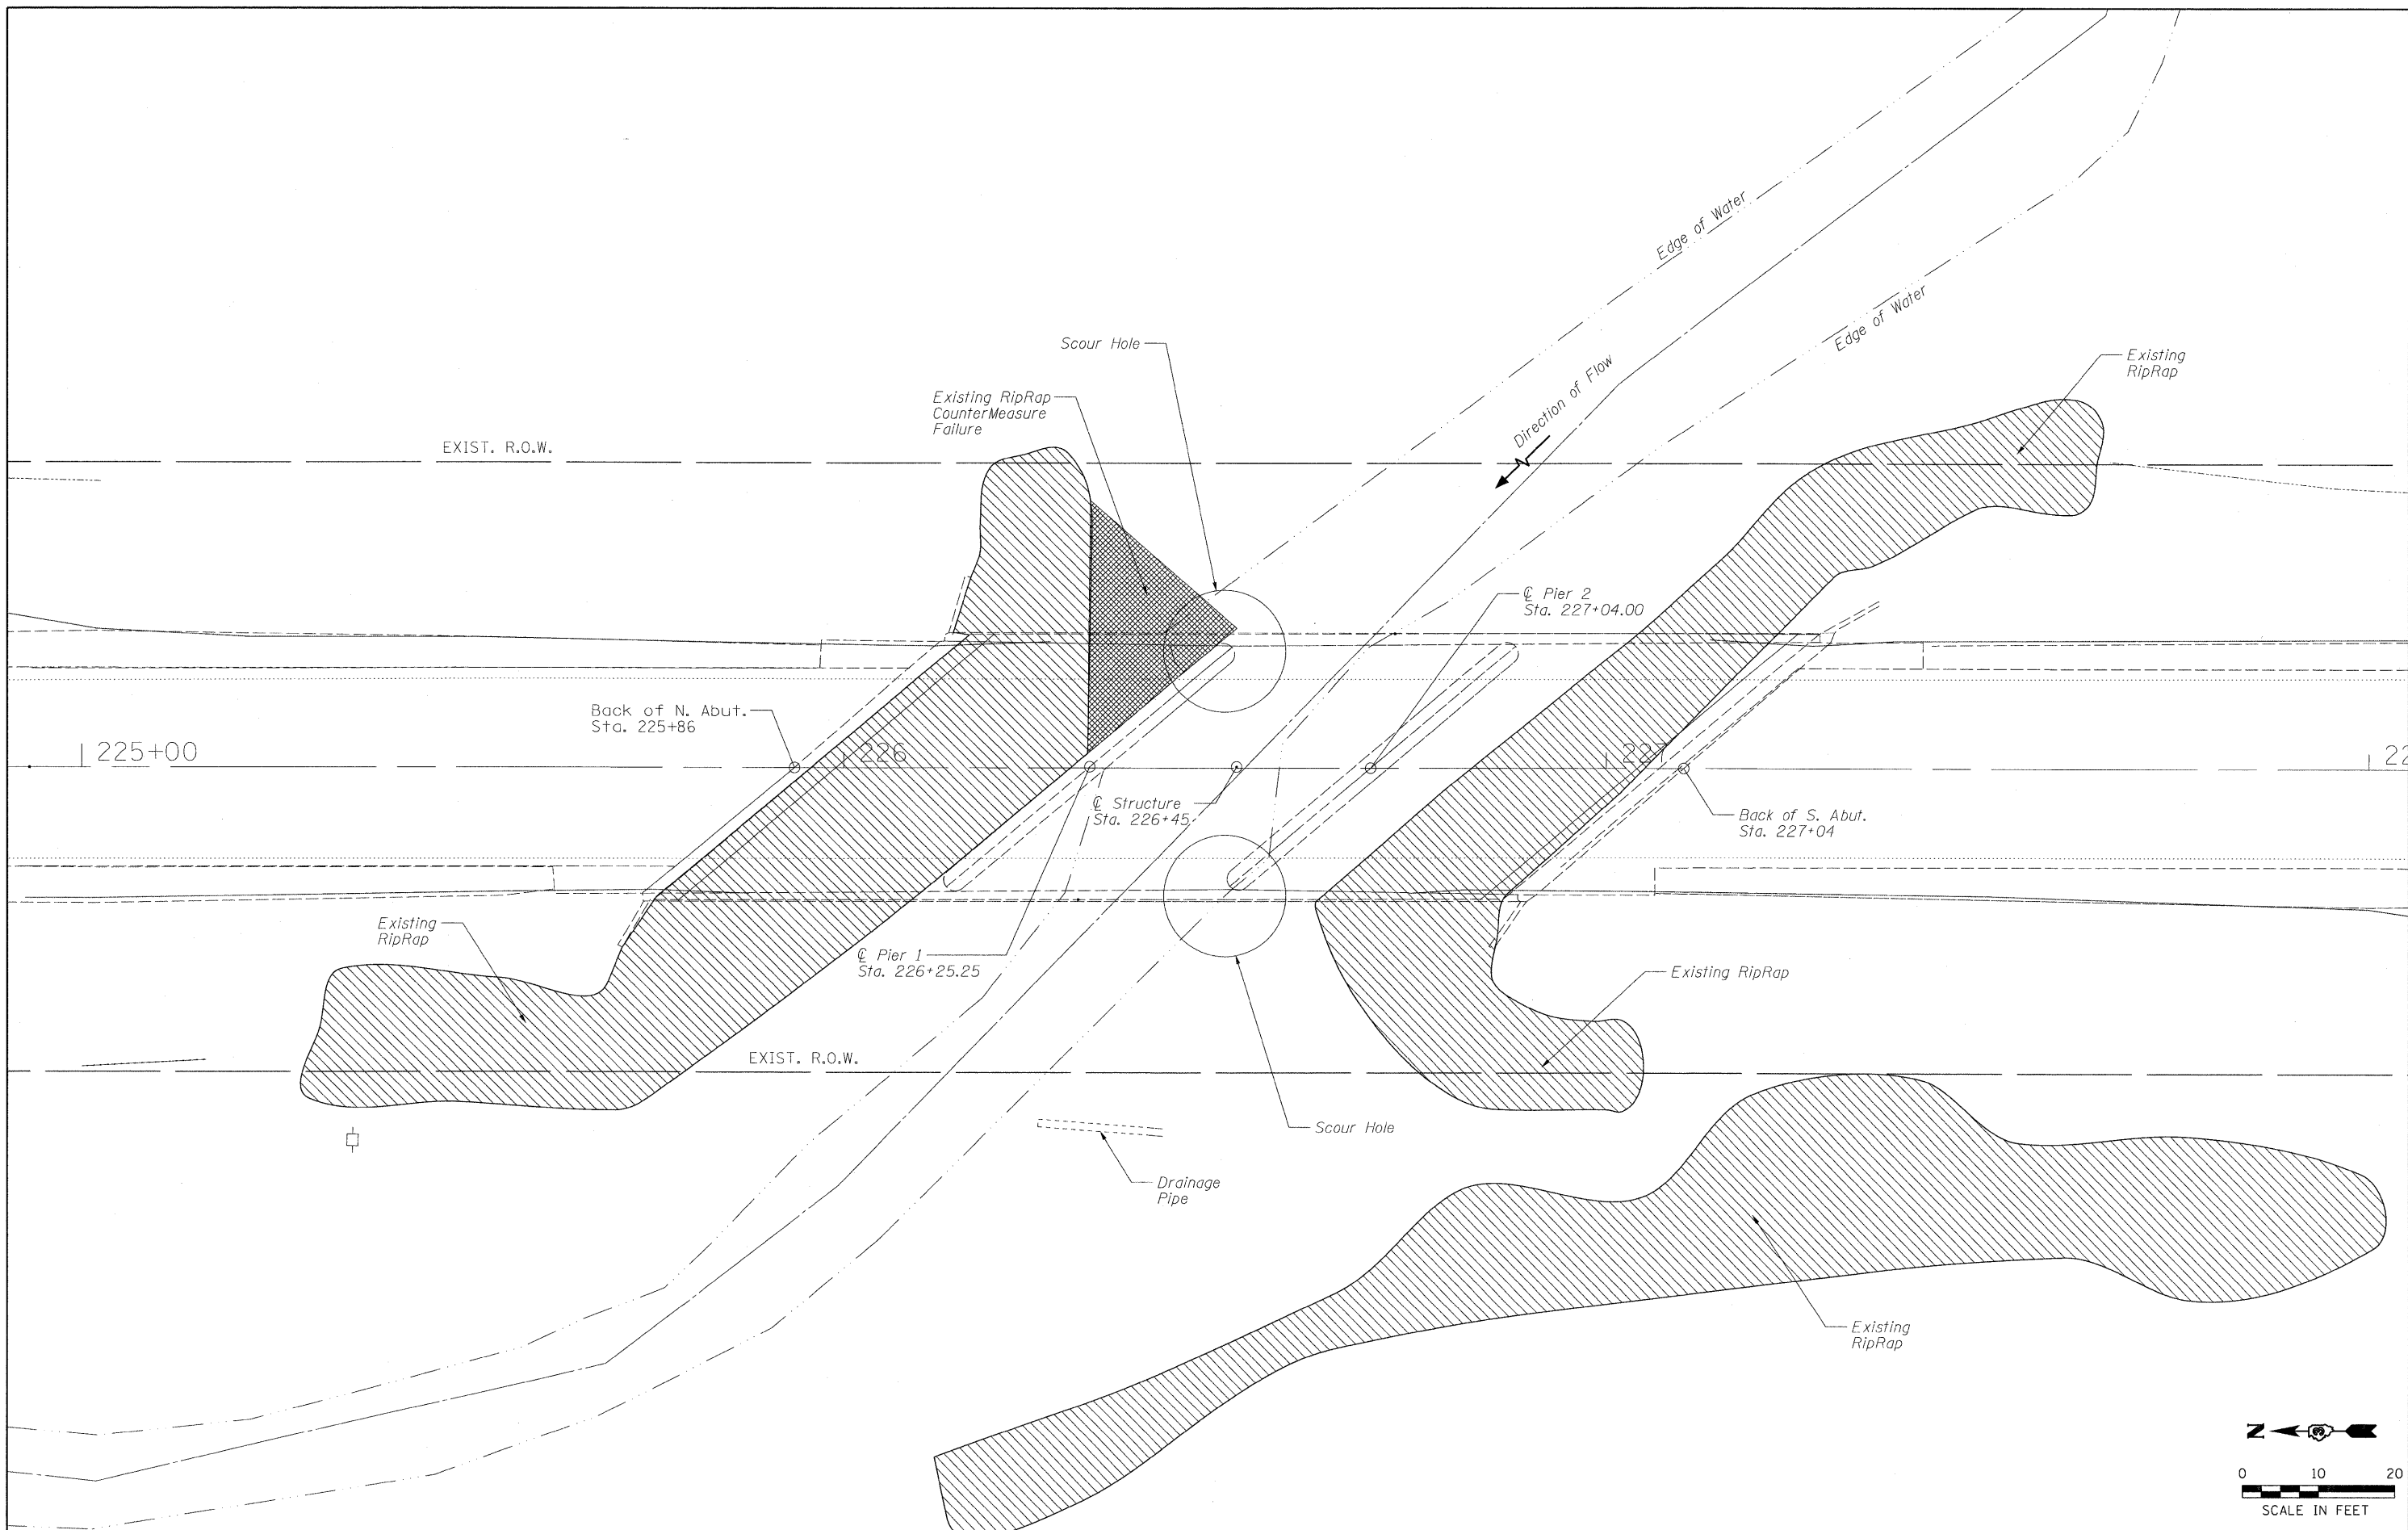 Edge of Water
Edge of Water
Scour Hole
Direction of Flow
Existing
RipRap
Existing RipRap
CounterMeasure
Failure
EXIST. R.O.W.
℄ Pier 2
Sta. 227+04.00
Back of N. Abut.
Sta. 225+86
225+00
226
227
22
℄ Structure
Sta. 226+45
Back of S. Abut.
Sta. 227+04
Existing
RipRap
℄ Pier 1
Sta. 226+25.25
Existing RipRap
EXIST. R.O.W.
Scour Hole
Drainage
Pipe
Existing
RipRap
N
0 10 20
SCALE IN FEET